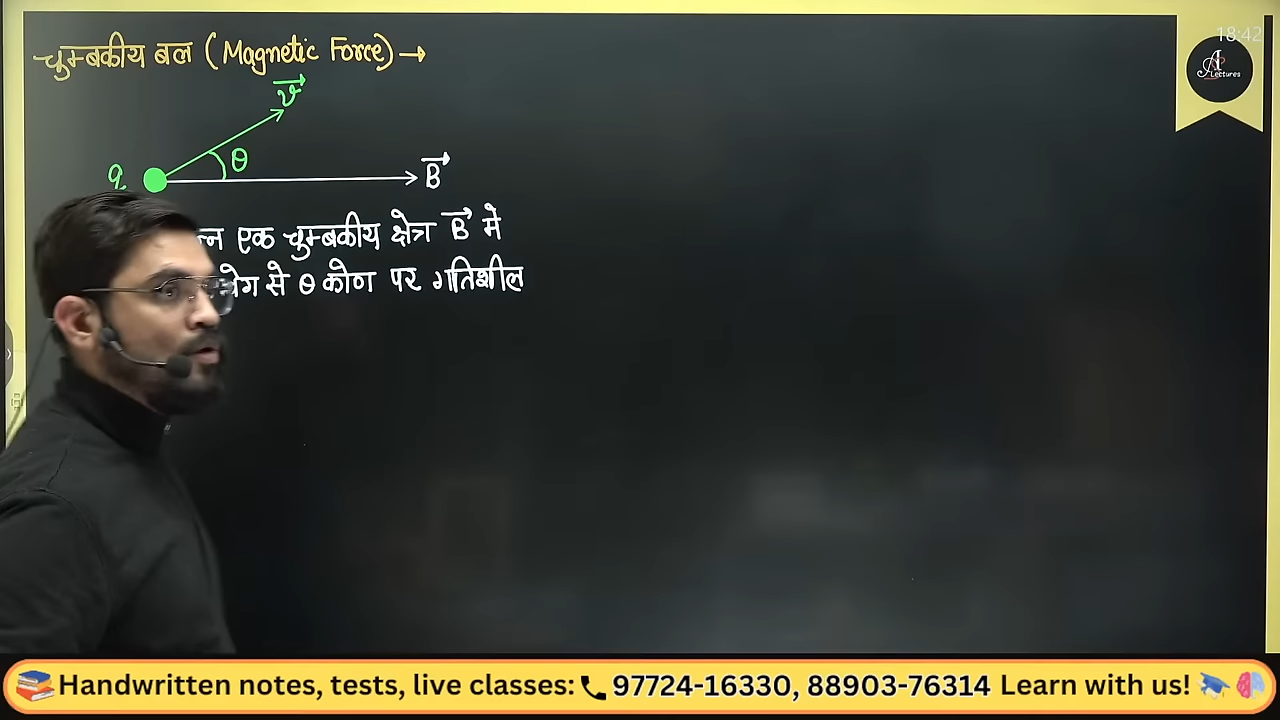 चुम्बकीय बल (Magnetic Force) →
v⃗
θ
q
B⃗
एक चुम्बकीय क्षेत्र B⃗ में
से θ कोण पर गतिशील
18:42
A
Lectures
Handwritten notes, tests, live classes: 97724-16330, 88903-76314 Learn with us!